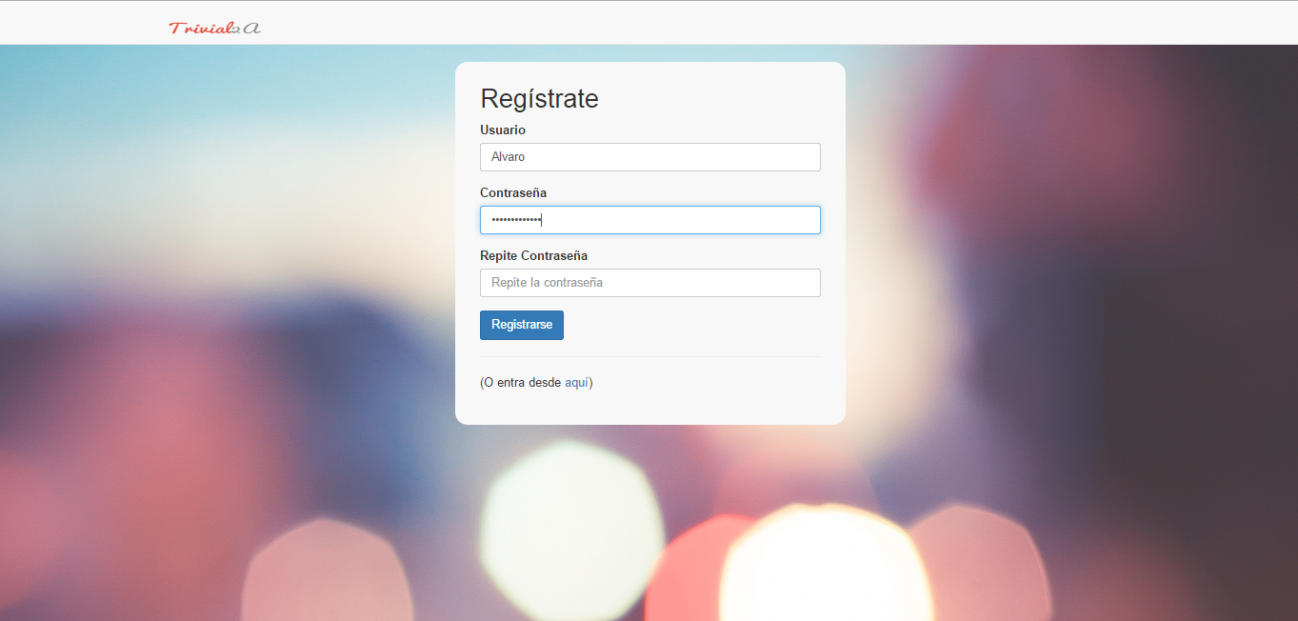 Trivial2A
Regístrate
Usuario
Alvaro
Contraseña
•••••••••••••
Repite Contraseña
Repite la contraseña
Registrarse
(O entra desde aquí)